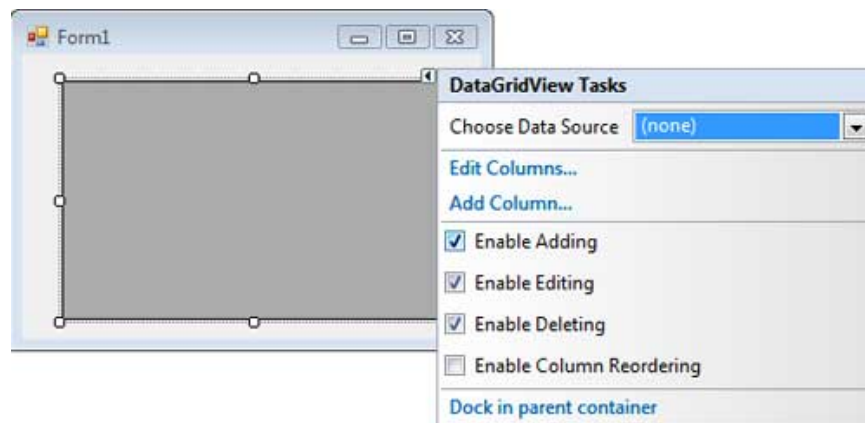 Form1
DataGridView Tasks
Choose Data Source (none)
Edit Columns...
Add Column...
Enable Adding
Enable Editing
Enable Deleting
Enable Column Reordering
Dock in parent container